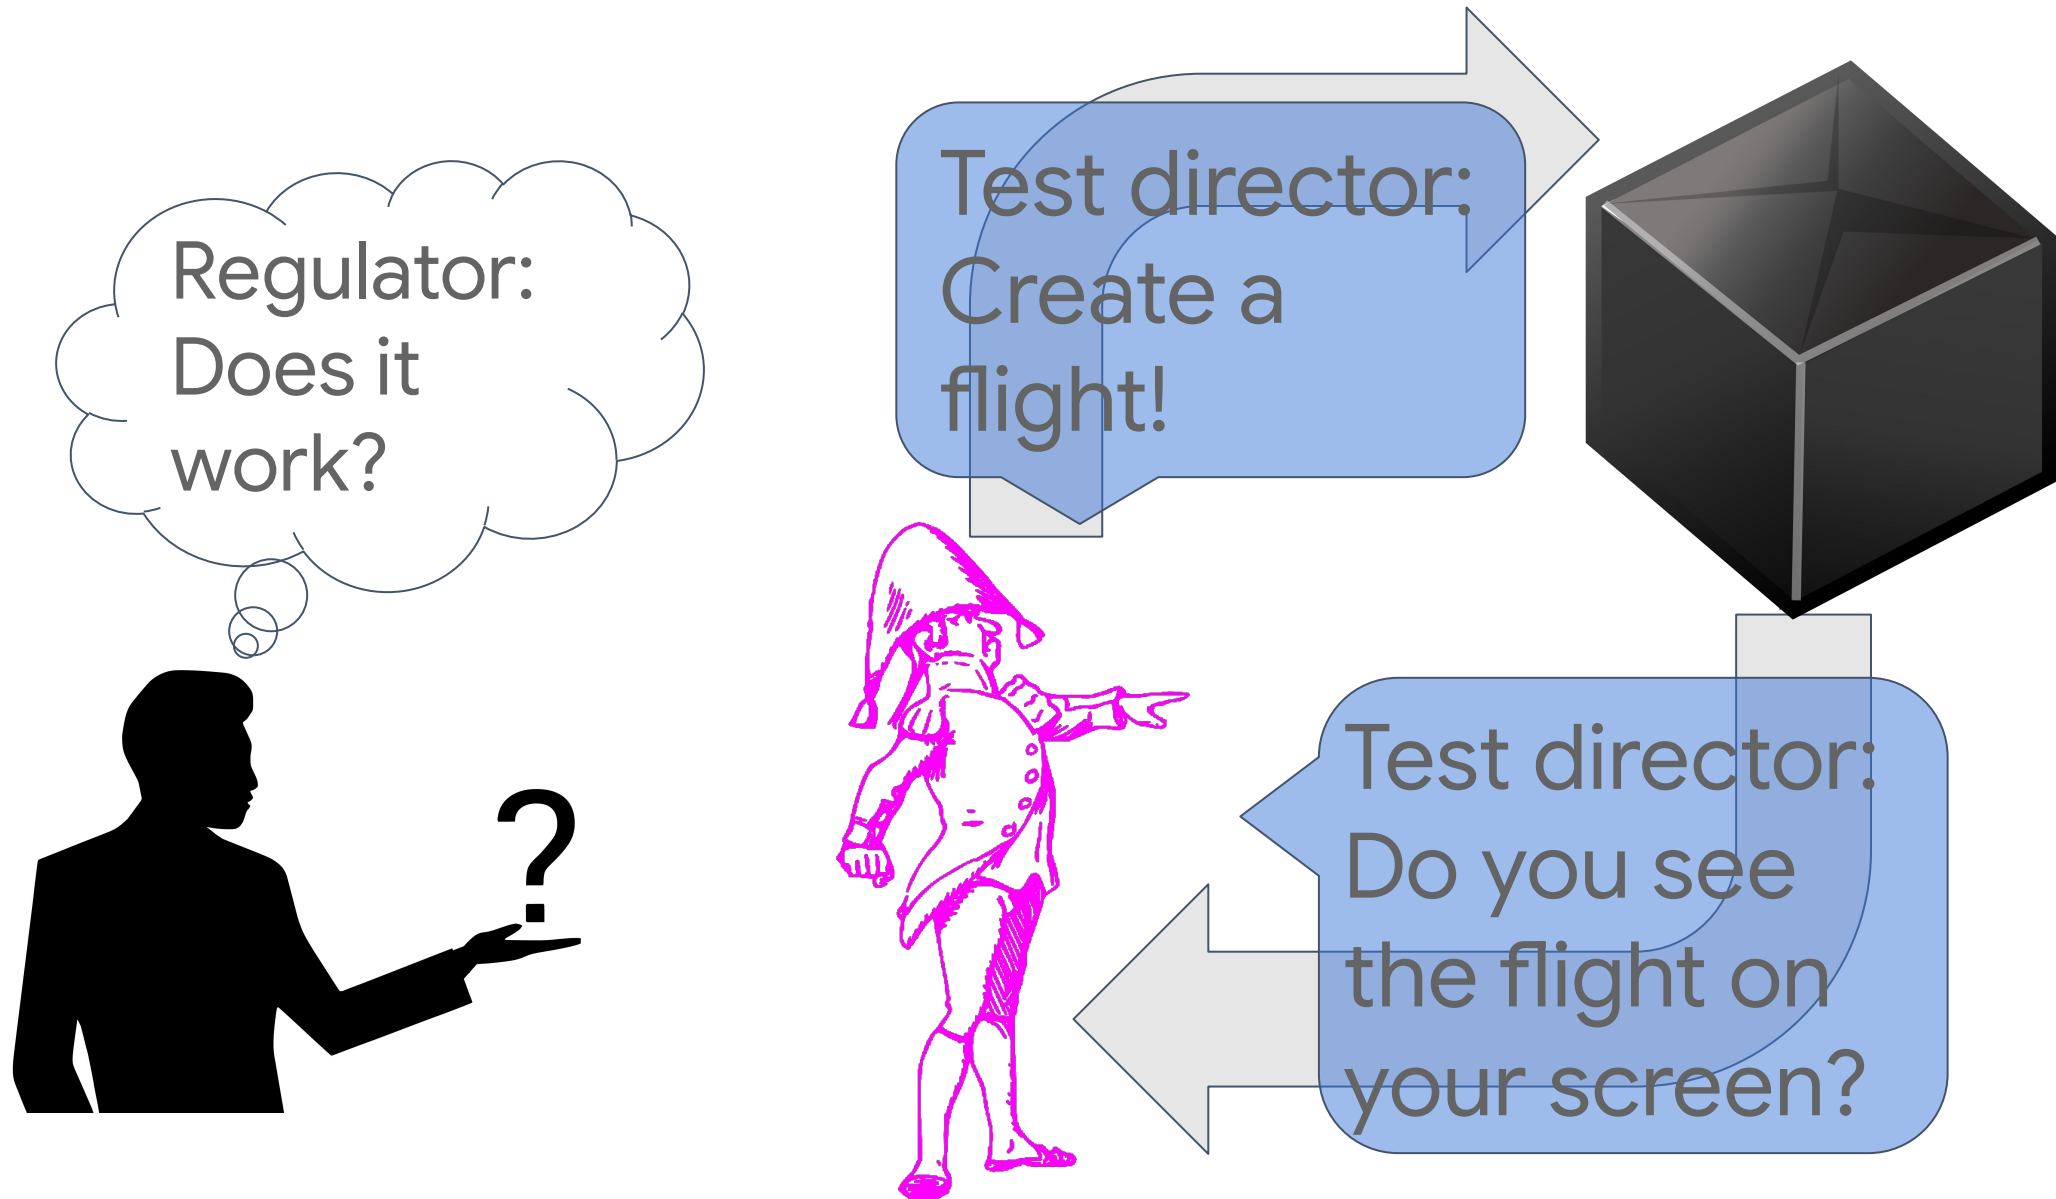 Regulator:
Does it
work?
?
Test director:
Create a
flight!
Test director:
Do you see
the flight on
your screen?